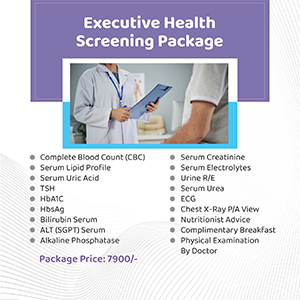 Executive Health
Screening Package
Complete Blood Count (CBC)
Serum Lipid Profile
Serum Uric Acid
TSH
HbA1C
HbsAg
Bilirubin Serum
ALT (SGPT) Serum
Alkaline Phosphatase
Serum Creatinine
Serum Electrolytes
Urine R/E
Serum Urea
ECG
Chest X-Ray P/A View
Nutritionist Advice
Complimentary Breakfast
Physical Examination
By Doctor
Package Price: 7900/-